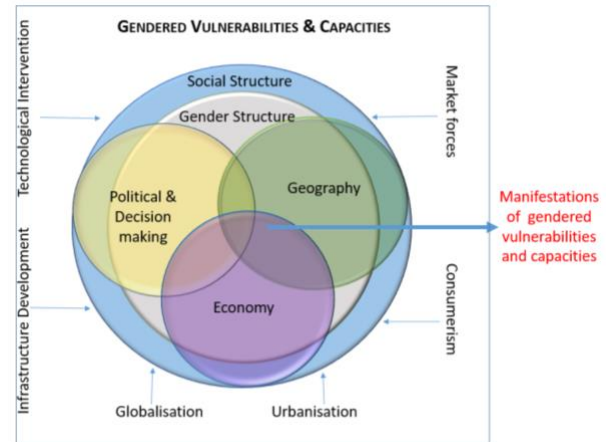 GENDERED VULNERABILITIES & CAPACITIES
Technological Intervention
Social Structure
Market forces
Gender Structure
Political &
Decision
making
Geography
Manifestations
of gendered
vulnerabilities
and capacities
Infrastructure Development
Economy
Consumerism
Globalisation
Urbanisation